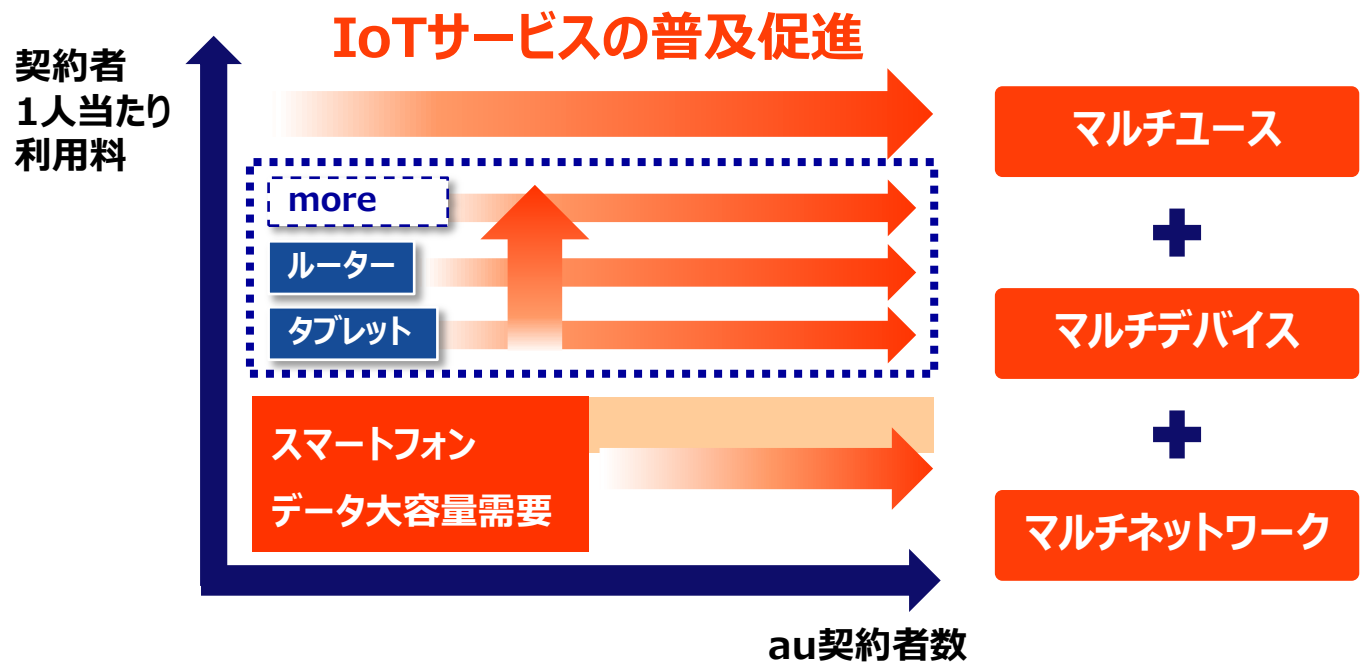 IoTサービスの普及促進
契約者
1人当たり
利用料
more
ルーター
タブレット
スマートフォン
データ大容量需要
au契約者数
マルチユース
マルチデバイス
マルチネットワーク